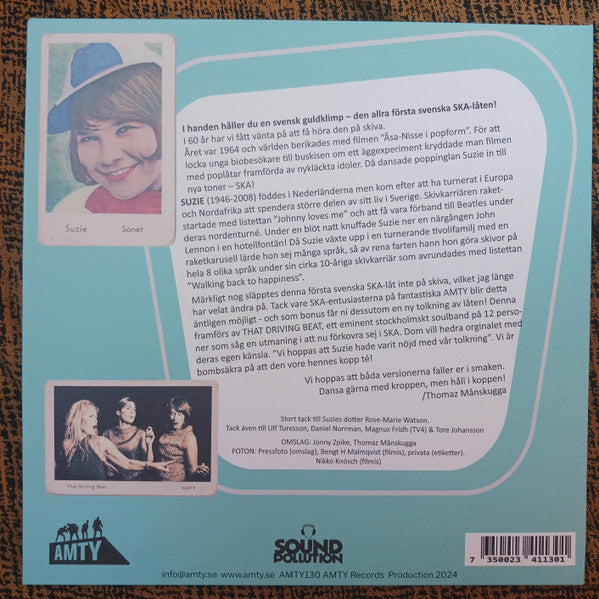 I handen håller du en svensk guldklimp – den allra första svenska SKA-låten!
I 60 år har vi fått vänta på att få höra den på skiva.
Året var 1964 och världen berikades med filmen "Åsa-Nisse i popform". För att
locka unga biobesökare till buskisen om ett äggexperiment kryddade man filmen
med poplåtar framförda av nykläckta idoler. Då dansade poppinglan Suzie in till
nya toner – SKA!
SUZIE (1946-2008) föddes i Nederländerna men kom efter att ha turnerat i Europa
och Nordafrika att spendera större delen av sitt liv i Sverige. Skivkarriären raket-
startade med listettan "Johnny loves me" och att få vara förband till Beatles under
deras nordenturné. Under en blöt natt knuffade Suzie ner en närgången John
Lennon i en hotellfontän! Då Suzie växte upp i en turnerande tivolifamilj med en
raketkarusell lärde hon sej många språk, så av rena farten hann hon göra skivor på
hela 8 olika språk under sin cirka 10-åriga skivkarriär som avrundades med listettan
"Walking back to happiness".
Märkligt nog släpptes denna första svenska SKA-låt inte på skiva, vilket jag länge
har velat ändra på. Tack vare SKA-entusiasterna på fantastiska AMTY blir detta
äntligen möjligt - och som bonus får ni dessutom en ny tolkning av låten! Denna
framförs av THAT DRIVING BEAT, ett eminent stockholmskt soulband på 12 perso-
ner som såg en utmaning i att nu förkovra sej i SKA. Dom vill hedra orginalet med
deras egen känsla. "Vi hoppas att Suzie hade varit nöjd med vår tolkning". Vi är
bombsäkra på att den vore hennes kopp té!
Vi hoppas att båda versionerna faller er i smaken.
Dansa gärna med kroppen, men håll i koppen!
/Thomaz Månskugga
Stort tack till Suzies dotter Rose-Marie Watson.
Tack även till Ulf Turesson, Daniel Norrman, Magnus Fridh (TV4) & Tore Johansson
OMSLAG: Jonny Zpike, Thomaz Månskugga
FOTON: Pressfoto (omslag), Bengt H Malmqvist (filmis), privata (etiketter).
Nikko Knösch (filmis)
Suzie Sonet
That Driving Beat AMTY
AMTY
SOUND
POLLUTION
7 350023 411301
info@amty.se www.amty.se AMTY130 AMTY Records Production 2024